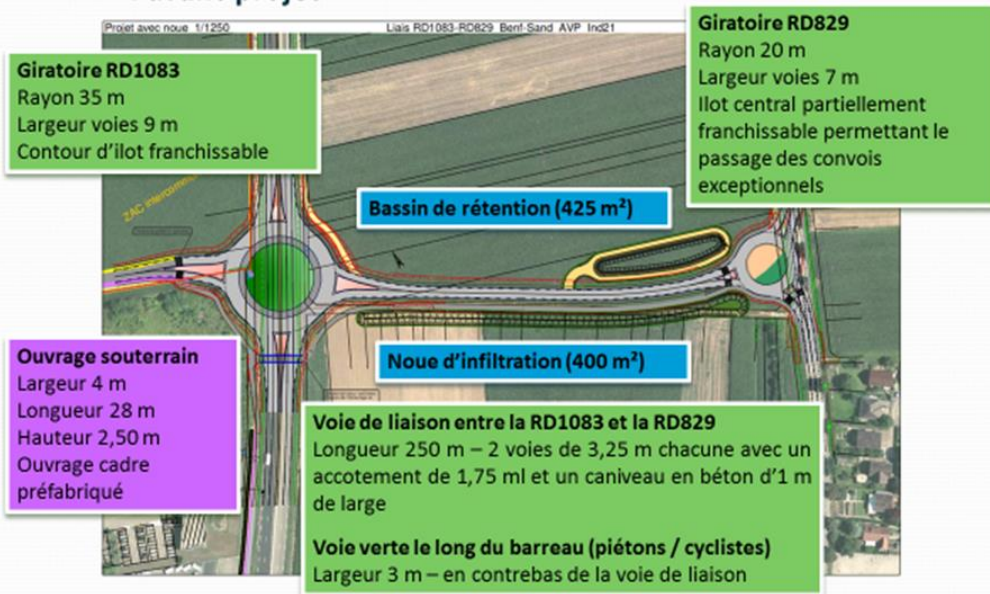 Projet avec noue 1/1250
Liais RD1083-RD829 Benf-Sand AVP Ind21
Giratoire RD829
Rayon 20 m
Largeur voies 7 m
Ilot central partiellement
franchissable permettant le
passage des convois
exceptionnels
Giratoire RD1083
Rayon 35 m
Largeur voies 9 m
Contour d'ilot franchissable
ZAC intercommu
Bassin de rétention (425 m²)
Noue d'infiltration (400 m²)
Ouvrage souterrain
Largeur 4 m
Longueur 28 m
Hauteur 2,50 m
Ouvrage cadre
préfabriqué
Voie de liaison entre la RD1083 et la RD829
Longueur 250 m – 2 voies de 3,25 m chacune avec un
accotement de 1,75 ml et un caniveau en béton d'1 m
de large
Voie verte le long du barreau (piétons / cyclistes)
Largeur 3 m – en contrebas de la voie de liaison